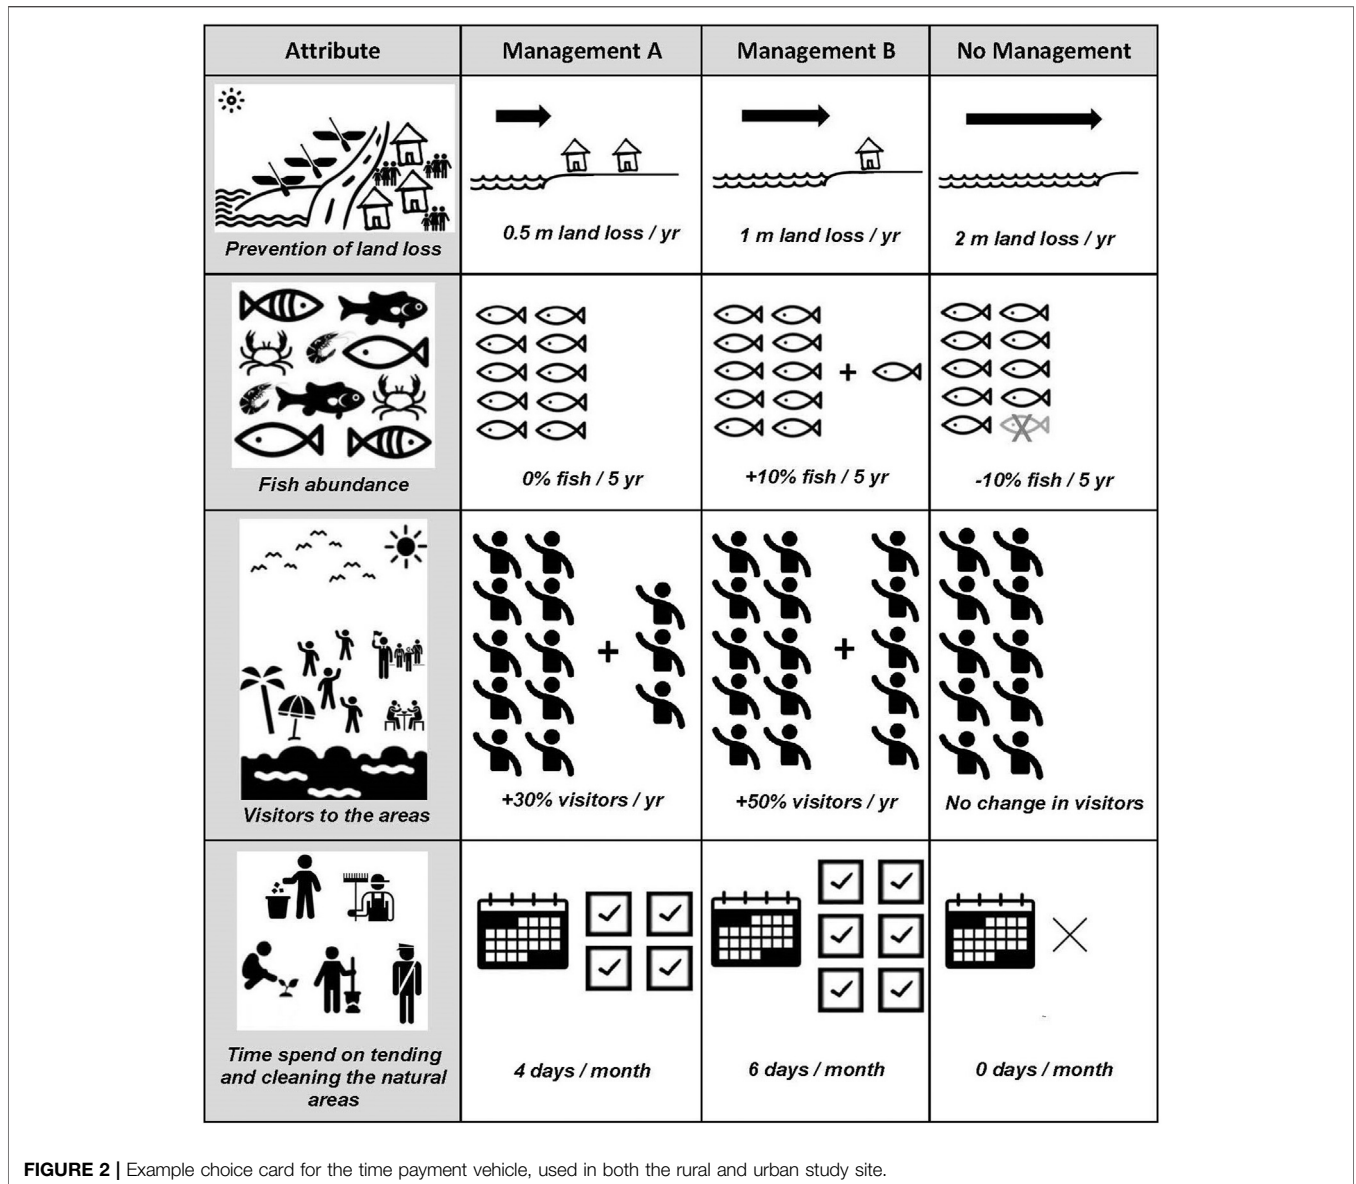 Attribute
Management A
Management B
No Management
Prevention of land loss
0.5 m land loss / yr
1 m land loss / yr
2 m land loss / yr
Fish abundance
0% fish / 5 yr
+10% fish / 5 yr
-10% fish / 5 yr
Visitors to the areas
+30% visitors / yr
+50% visitors / yr
No change in visitors
Time spend on tending
and cleaning the natural
areas
4 days / month
6 days / month
0 days / month
FIGURE 2 | Example choice card for the time payment vehicle, used in both the rural and urban study site.